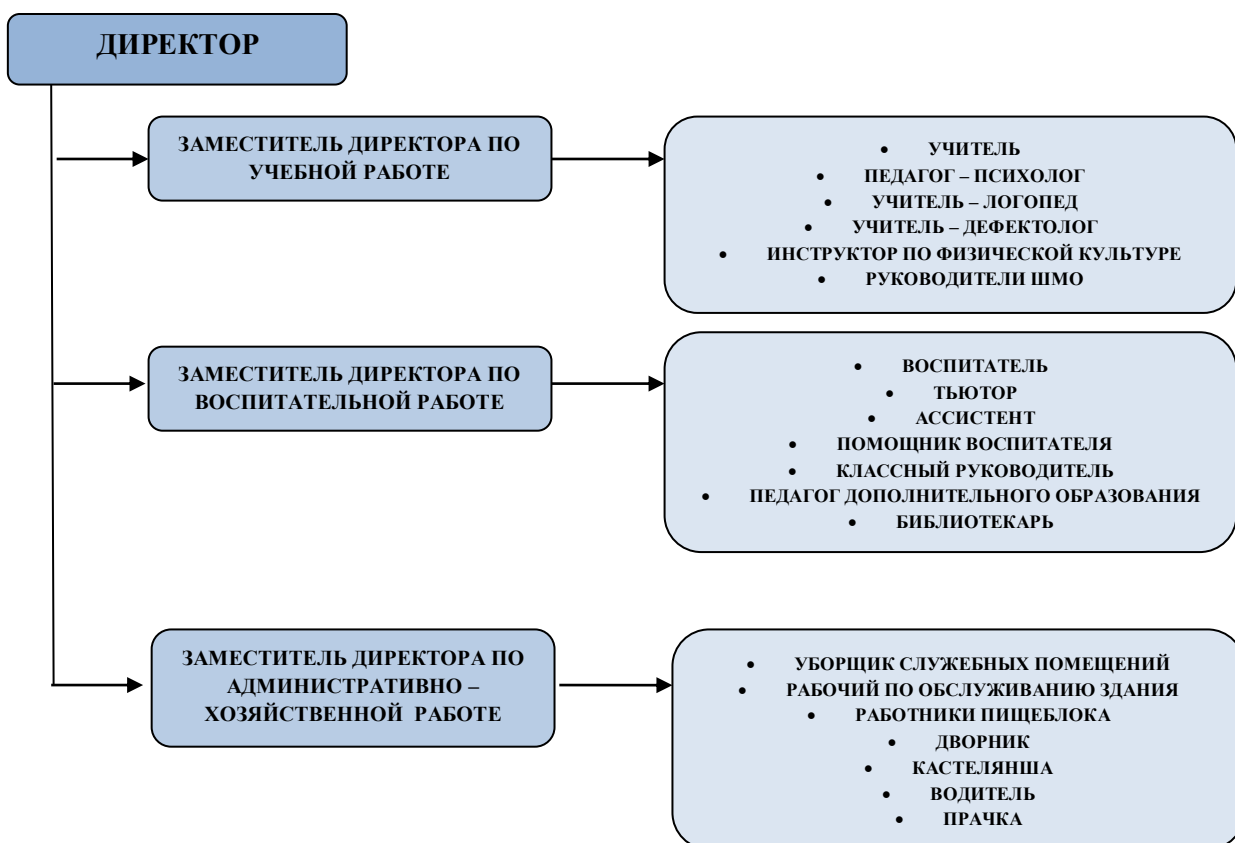 ДИРЕКТОР
ЗАМЕСТИТЕЛЬ ДИРЕКТОРА ПО
УЧЕБНОЙ РАБОТЕ
• УЧИТЕЛЬ
• ПЕДАГОГ – ПСИХОЛОГ
• УЧИТЕЛЬ – ЛОГОПЕД
• УЧИТЕЛЬ – ДЕФЕКТОЛОГ
• ИНСТРУКТОР ПО ФИЗИЧЕСКОЙ КУЛЬТУРЕ
• РУКОВОДИТЕЛИ ШМО
ЗАМЕСТИТЕЛЬ ДИРЕКТОРА ПО
ВОСПИТАТЕЛЬНОЙ РАБОТЕ
• ВОСПИТАТЕЛЬ
• ТЬЮТОР
• АССИСТЕНТ
• ПОМОЩНИК ВОСПИТАТЕЛЯ
• КЛАССНЫЙ РУКОВОДИТЕЛЬ
• ПЕДАГОГ ДОПОЛНИТЕЛЬНОГО ОБРАЗОВАНИЯ
• БИБЛИОТЕКАРЬ
ЗАМЕСТИТЕЛЬ ДИРЕКТОРА ПО
АДМИНИСТРАТИВНО –
ХОЗЯЙСТВЕННОЙ РАБОТЕ
• УБОРЩИК СЛУЖЕБНЫХ ПОМЕЩЕНИЙ
• РАБОЧИЙ ПО ОБСЛУЖИВАНИЮ ЗДАНИЯ
• РАБОТНИКИ ПИЩЕБЛОКА
• ДВОРНИК
• КАСТЕЛЯНША
• ВОДИТЕЛЬ
• ПРАЧКА